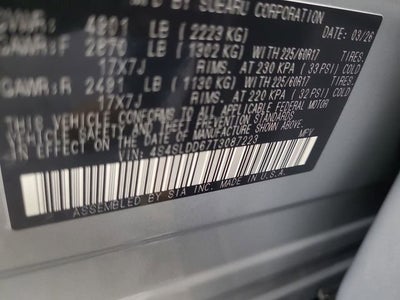 SUBARU CORPORATION DATE: 03/26
GVWR: 4901 LB (2223 KG)
GAWR:F 2870 LB (1302 KG) WITH 225/60R17 TIRES,
17X7J RIMS, AT 230 KPA ( 33 PSI) COLD
GAWR:R 2491 LB (1130 KG) WITH 225/60R17 TIRES,
17X7J RIMS, AT 220 KPA ( 32 PSI) COLD
THIS VEHICLE CONFORMS TO ALL APPLICABLE FEDERAL MOTOR
VEHICLE SAFETY AND BUMPER
IN EFFECT ON THE DATE OF MANUFACTURE SHOWN ABOVE.
VIN: 4S4SLDD67T3087223 MPV
ASSEMBLED BY SIA INC. MADE IN U.S.A.